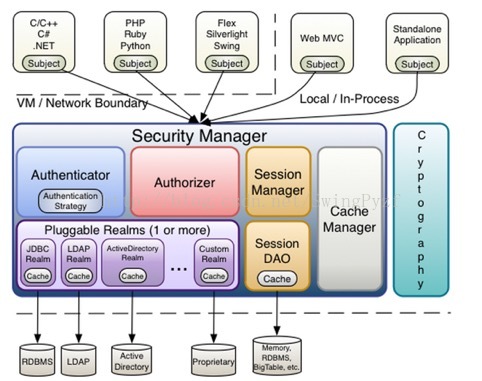 C/C++
C#
.NET
Subject
PHP
Ruby
Python
Subject
Flex
Silverlight
Swing
Subject
Web MVC
Subject
Standalone
Application
Subject
VM / Network Boundary
Local / In-Process
Security Manager
Authenticator
Authentication
Strategy
Authorizer
Session
Manager
Cache
Manager
Cryptography
Pluggable Realms (1 or more)
JDBC
Realm
Cache
LDAP
Realm
Cache
ActiveDirectory
Realm
Cache
...
Custom
Realm
Cache
Session
DAO
Cache
RDBMS
LDAP
Active
Directory
Proprietary
Memory,
RDBMS,
BigTable, etc.